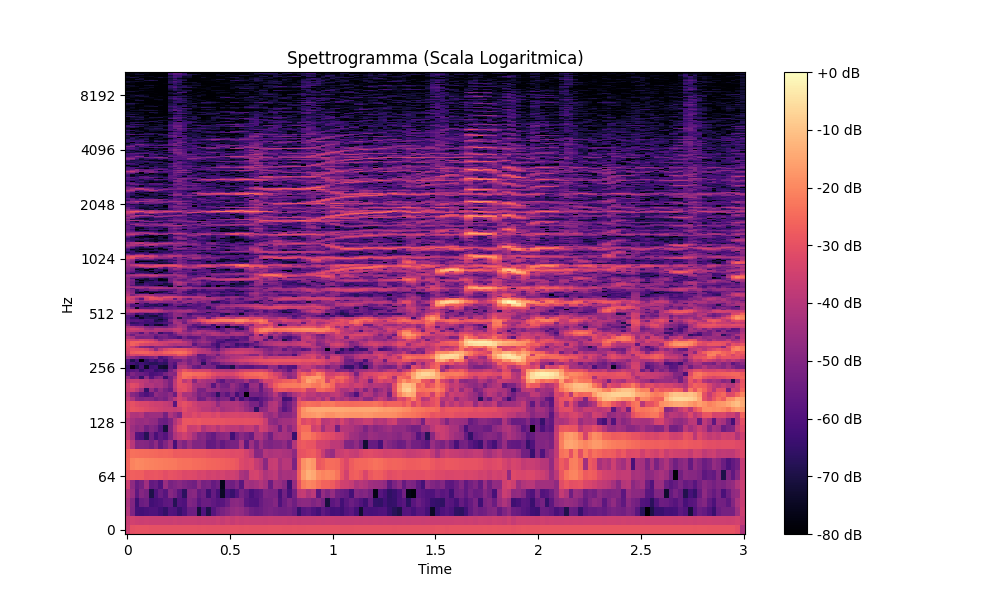 Spettrogramma (Scala Logaritmica)
8192
4096
2048
1024
512
256
128
64
0
Hz
0
0.5
1
1.5
2
2.5
3
Time
+0 dB
-10 dB
-20 dB
-30 dB
-40 dB
-50 dB
-60 dB
-70 dB
-80 dB